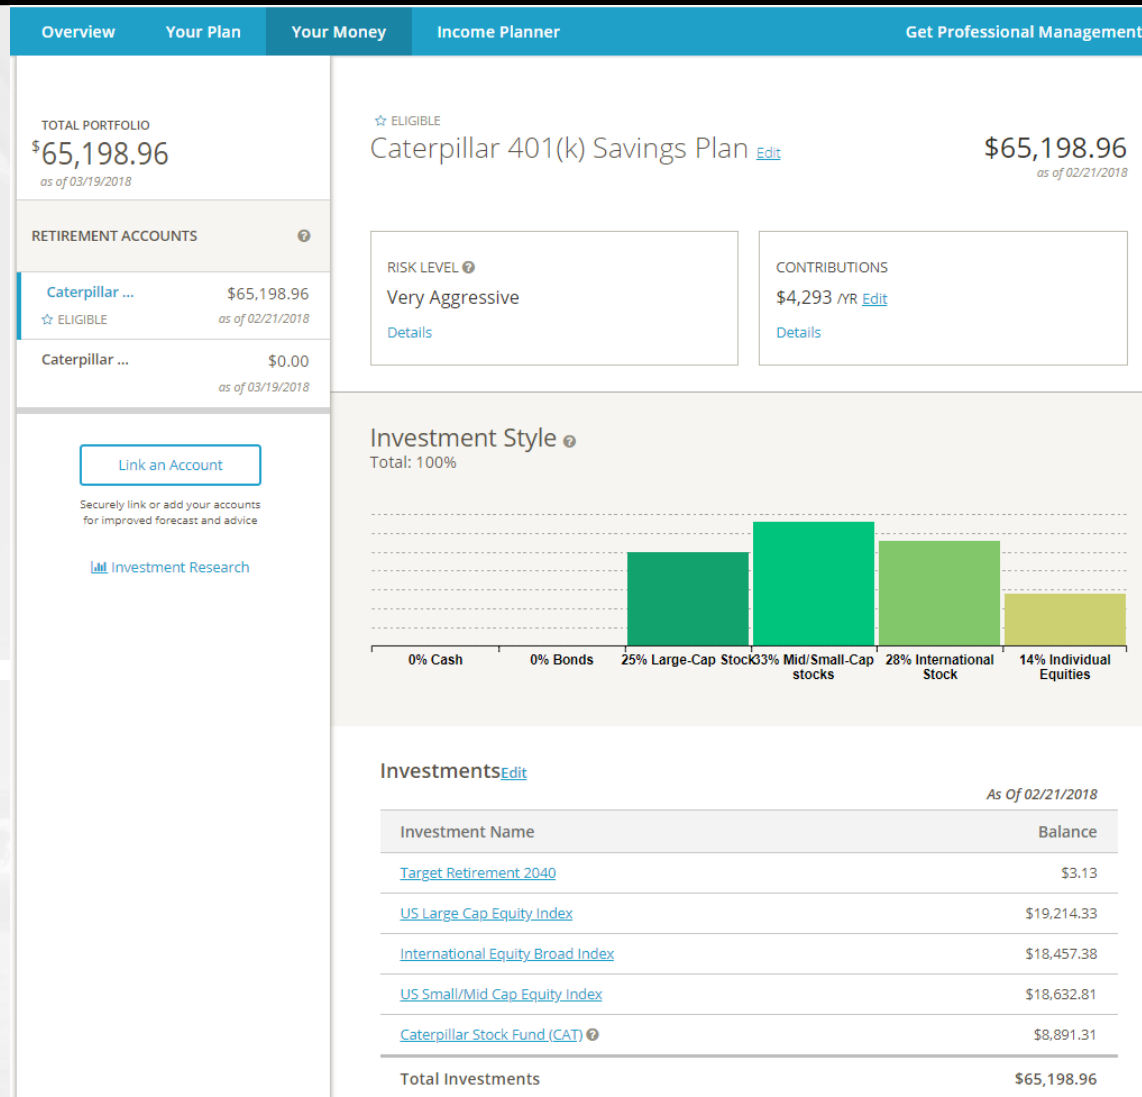 Overview Your Plan Your Money Income Planner Get Professional Management
TOTAL PORTFOLIO
$65,198.96
as of 03/19/2018
RETIREMENT ACCOUNTS
Caterpillar ... $65,198.96
ELIGIBLE as of 02/21/2018
Caterpillar ... $0.00
as of 03/19/2018
Link an Account
Securely link or add your accounts
for improved forecast and advice
Investment Research
ELIGIBLE
Caterpillar 401(k) Savings Plan Edit $65,198.96
as of 02/21/2018
RISK LEVEL
Very Aggressive
Details
CONTRIBUTIONS
$4,293 /YR Edit
Details
Investment Style
Total: 100%
0% Cash 0% Bonds 25% Large-Cap Stock 33% Mid/Small-Cap 28% International 14% Individual
stocks Stock Equities
Investments Edit
As Of 02/21/2018
Investment Name Balance
Target Retirement 2040 $3.13
US Large Cap Equity Index $19,214.33
International Equity Broad Index $18,457.38
US Small/Mid Cap Equity Index $18,632.81
Caterpillar Stock Fund (CAT) $8,891.31
Total Investments $65,198.96